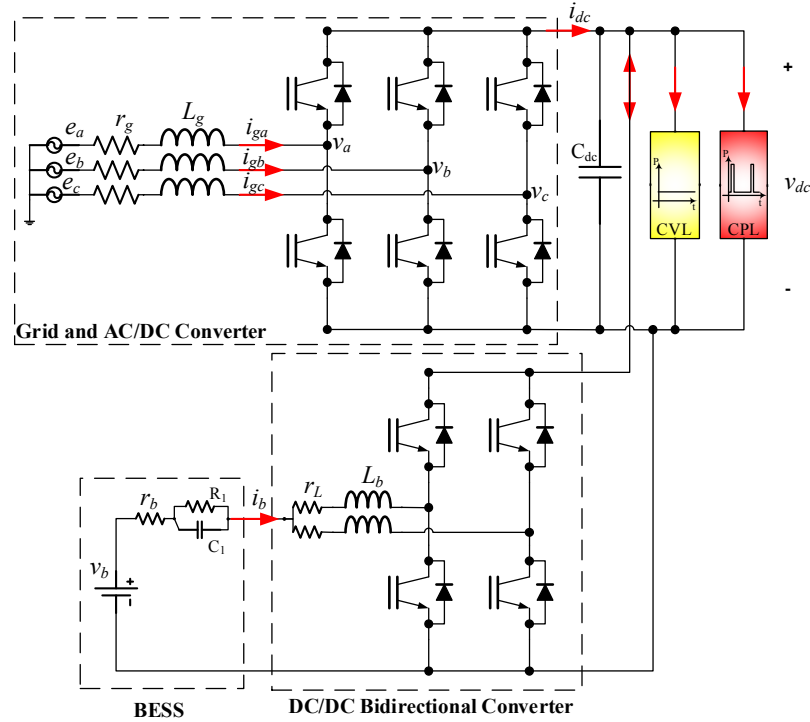 i_dc
e_a r_g L_g i_ga v_a
e_b i_gb v_b
e_c i_gc v_c
C_dc
P
t
CVL
P
t
CPL
+
v_dc
-
Grid and AC/DC Converter
r_b R_1 C_1 i_b
r_L L_b
v_b
+
BESS
DC/DC Bidirectional Converter